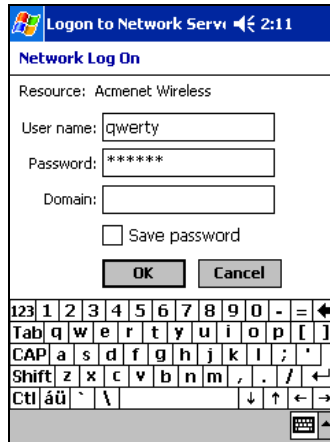 Logon to Network Serve 2:11
Network Log On
Resource: Acmenet Wireless
User name: qwerty
Password: ******
Domain:
Save password
OK Cancel
123 1 2 3 4 5 6 7 8 9 0 - = ←
Tab q w e r t y u i o p [ ]
CAP a s d f g h j k l ; '
Shift z x c v b n m , . / ↵
Ctl áü ` \ ↓ ↑ ← →